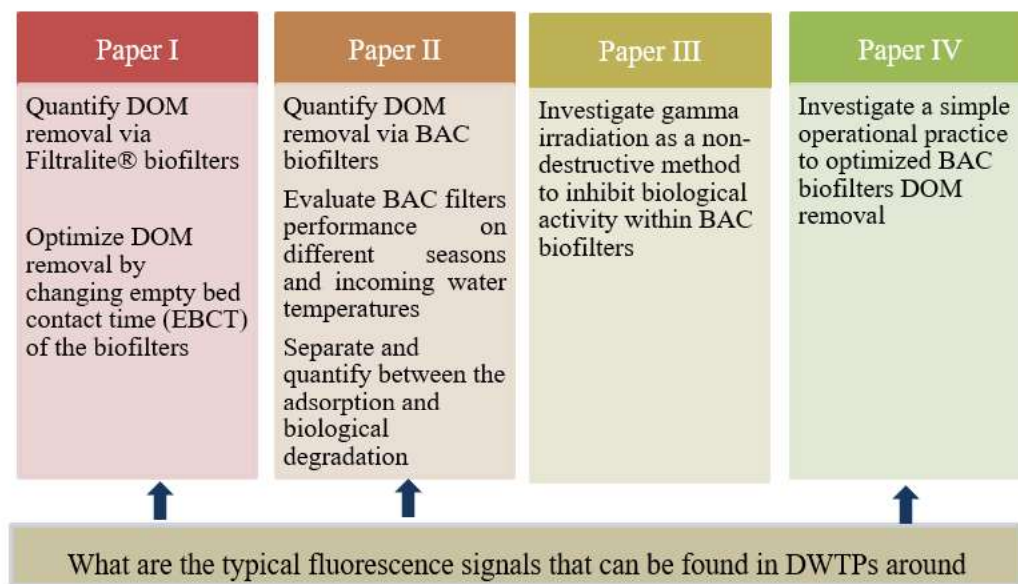 Paper I
Quantify DOM
removal via
Filtralite® biofilters
Optimize DOM
removal by
changing empty bed
contact time (EBCT)
of the biofilters
Paper II
Quantify DOM
removal via BAC
biofilters
Evaluate BAC filters
performance on
different seasons
and incoming water
temperatures
Separate and
quantify between the
adsorption and
biological
degradation
Paper III
Investigate gamma
irradiation as a non-
destructive method
to inhibit biological
activity within BAC
biofilters
Paper IV
Investigate a simple
operational practice
to optimized BAC
biofilters DOM
removal
What are the typical fluorescence signals that can be found in DWTPs around